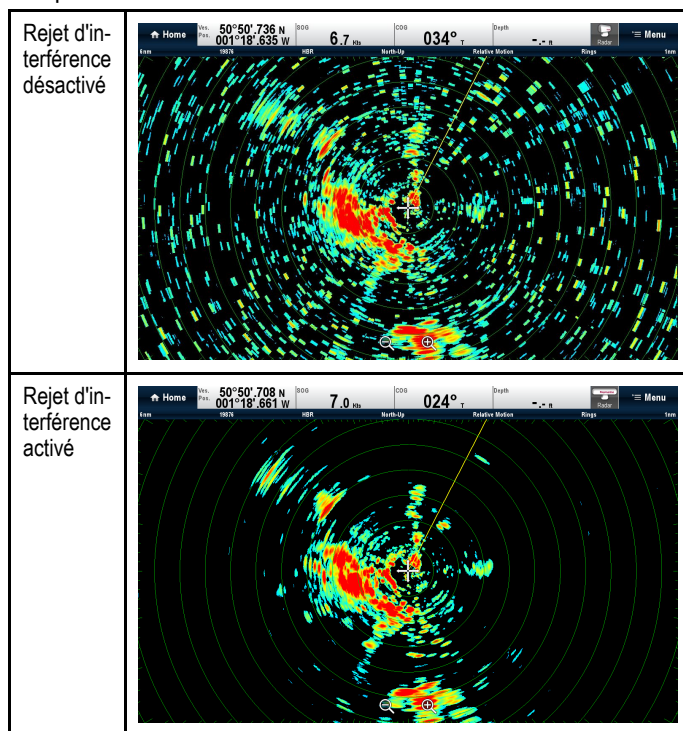 Rejet d'in-
terférence
désactivé
Home
Ves. Pos. 50°50'.736 N
001°18'.635 W
SOG
6.7 Kts
COG
034° T
Depth
-.- ft
Radar
Menu
6nm 19876 HBR North-Up Relative Motion Rings 1nm
Rejet d'in-
terférence
activé
Home
Ves. Pos. 50°50'.708 N
001°18'.661 W
SOG
7.0 Kts
COG
024° T
Depth
-.- ft
Radar
Menu
6nm 19876 HBR North-Up Relative Motion Rings 1nm